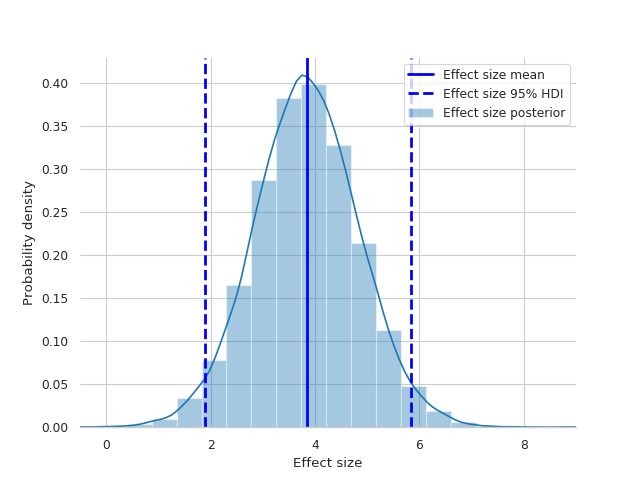 Effect size mean
Effect size 95% HDI
Effect size posterior
0.40
0.35
0.30
0.25
0.20
0.15
0.10
0.05
0.00
Probability density
0 2 4 6 8
Effect size